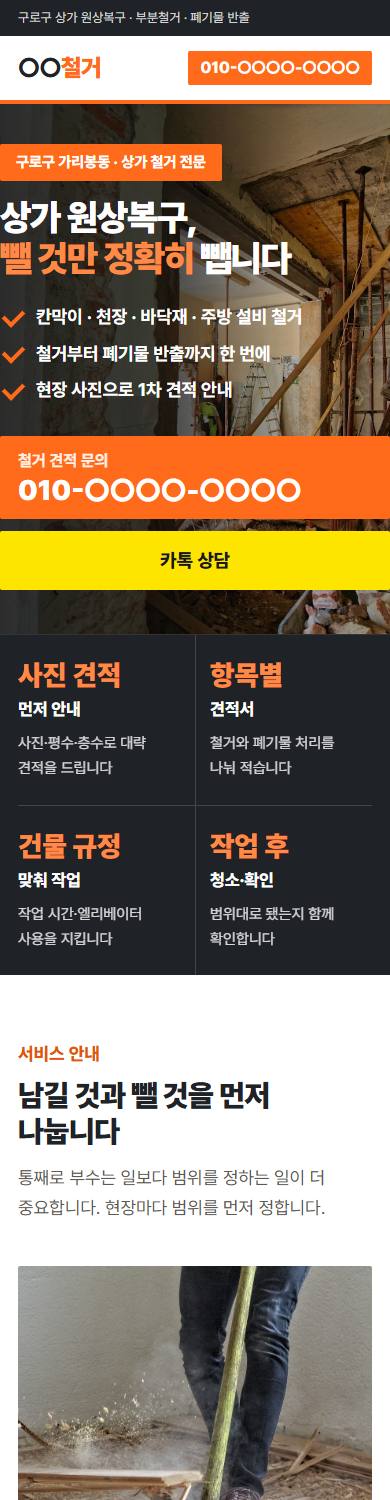 구로구 상가 원상복구 · 부분철거 · 폐기물 반출
〇〇철거
010-〇〇〇〇-〇〇〇〇
구로구 가리봉동 · 상가 철거 전문
상가 원상복구,
뺄 것만 정확히 뺍니다
칸막이 · 천장 · 바닥재 · 주방 설비 철거
철거부터 폐기물 반출까지 한 번에
현장 사진으로 1차 견적 안내
철거 견적 문의
010-〇〇〇〇-〇〇〇〇
카톡 상담
사진 견적
먼저 안내
사진·평수·층수로 대략
견적을 드립니다
항목별
견적서
철거와 폐기물 처리를
나눠 적습니다
건물 규정
맞춰 작업
작업 시간·엘리베이터
사용을 지킵니다
작업 후
청소·확인
범위대로 됐는지 함께
확인합니다
서비스 안내
남길 것과 뺄 것을 먼저
나눕니다
통째로 부수는 일보다 범위를 정하는 일이 더
중요합니다. 현장마다 범위를 먼저 정합니다.